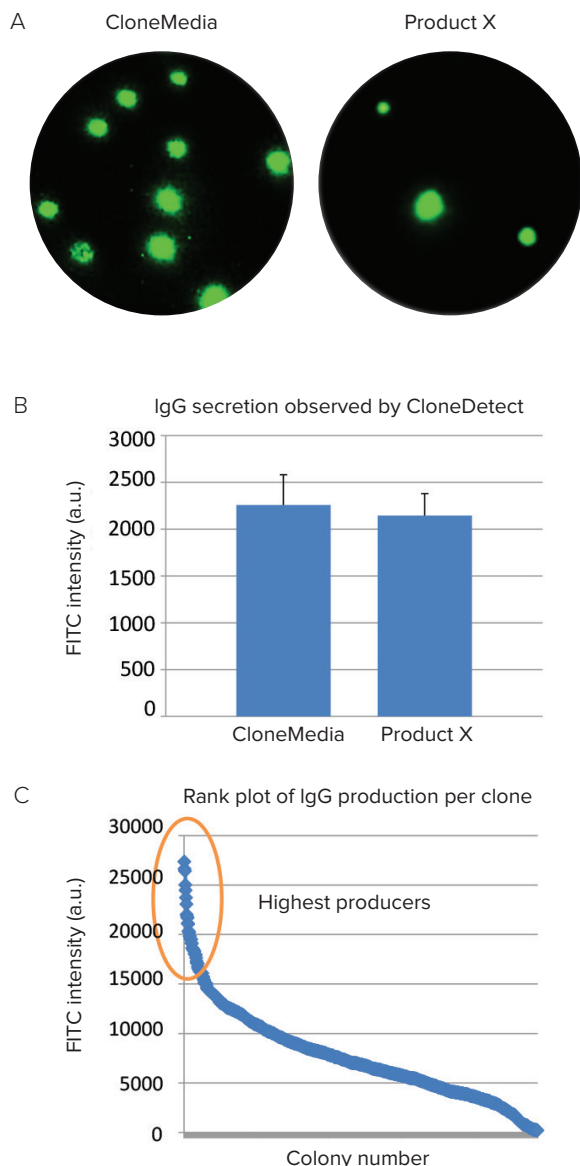 A
CloneMedia Product X
B
IgG secretion observed by CloneDetect
FITC intensity (a.u.)
3000
2500
2000
1500
1000
500
0
CloneMedia Product X
C
Rank plot of IgG production per clone
FITC intensity (a.u.)
30000
25000
20000
15000
10000
5000
0
Highest producers
Colony number